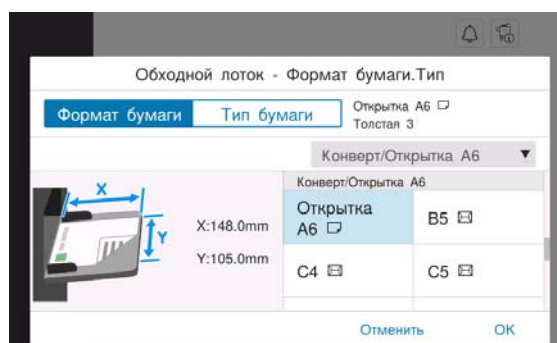 Обходной лоток - Формат бумаги.Тип
Формат бумаги
Тип бумаги
Открытка A6
Толстая 3
Конверт/Открытка A6
Конверт/Открытка A6
X
Y
X:148.0mm
Y:105.0mm
Открытка
A6
B5
C4
C5
Отменить
OK